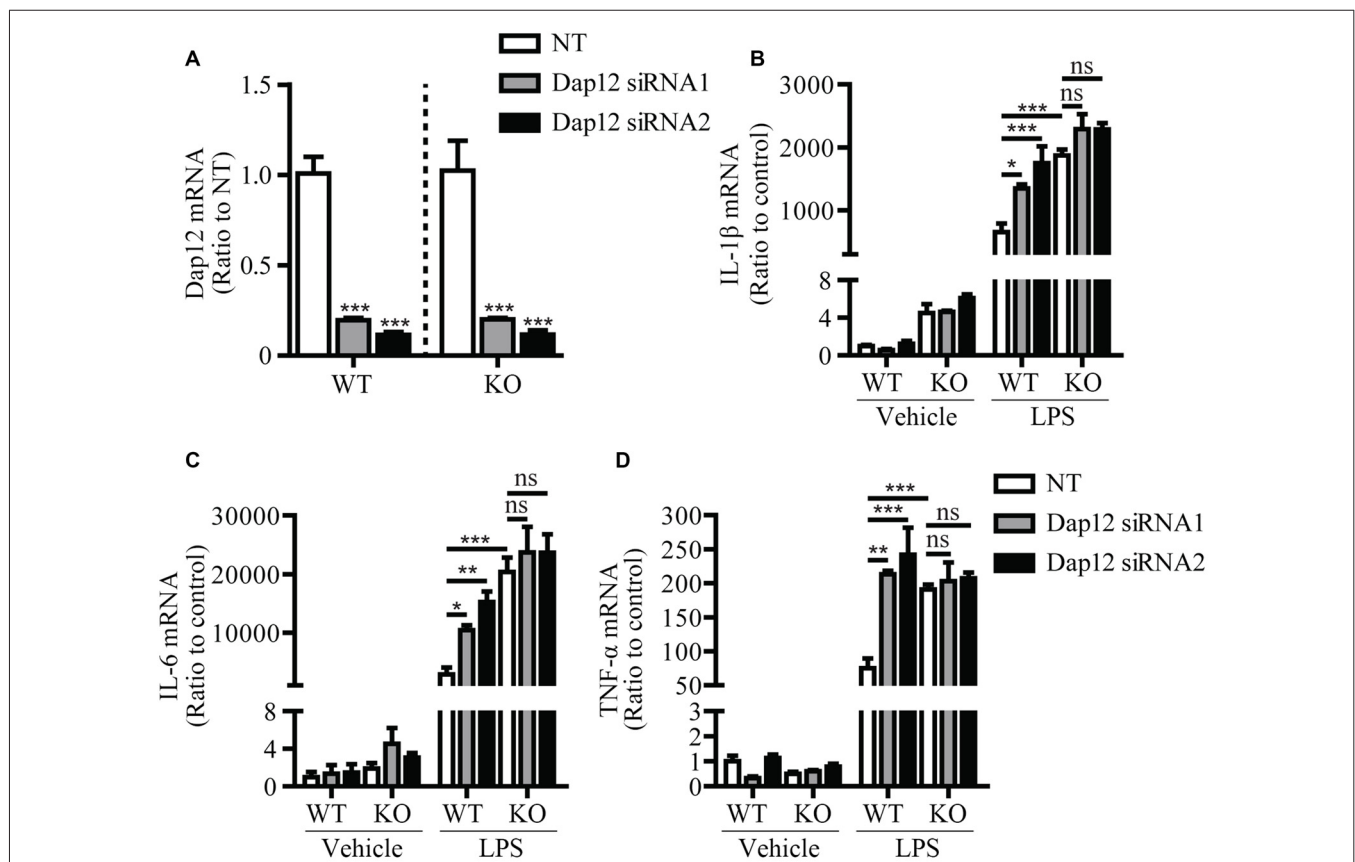 A
NT
Dap12 siRNA1
Dap12 siRNA2
Dap12 mRNA
(Ratio to NT)
1.5
1.0
0.5
0
***
***
***
***
WT
KO
B
IL-1β mRNA
(Ratio to control)
3000
2000
1000
8
4
0
ns
ns
***
***
*
WT
KO
WT
KO
Vehicle
LPS
C
IL-6 mRNA
(Ratio to control)
30000
20000
10000
8
4
0
ns
ns
***
**
*
WT
KO
WT
KO
Vehicle
LPS
D
NT
Dap12 siRNA1
Dap12 siRNA2
TNF-α mRNA
(Ratio to control)
300
250
200
150
100
50
3
2
1
0
***
***
ns
**
ns
WT
KO
WT
KO
Vehicle
LPS